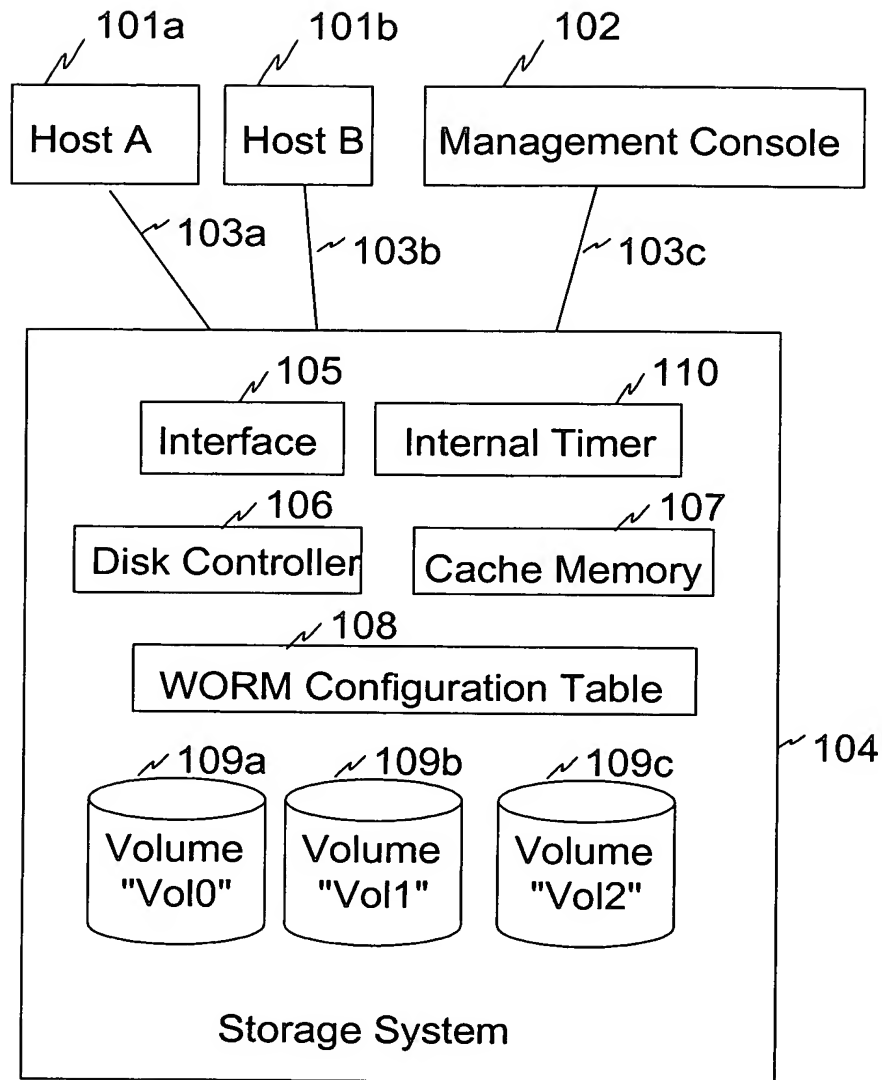 101a 101b 102
Host A Host B Management Console
103a 103b 103c
105 110
Interface Internal Timer
106 107
Disk Controller Cache Memory
108
WORM Configuration Table
104
109a 109b 109c
Volume "Vol0" Volume "Vol1" Volume "Vol2"
Storage System